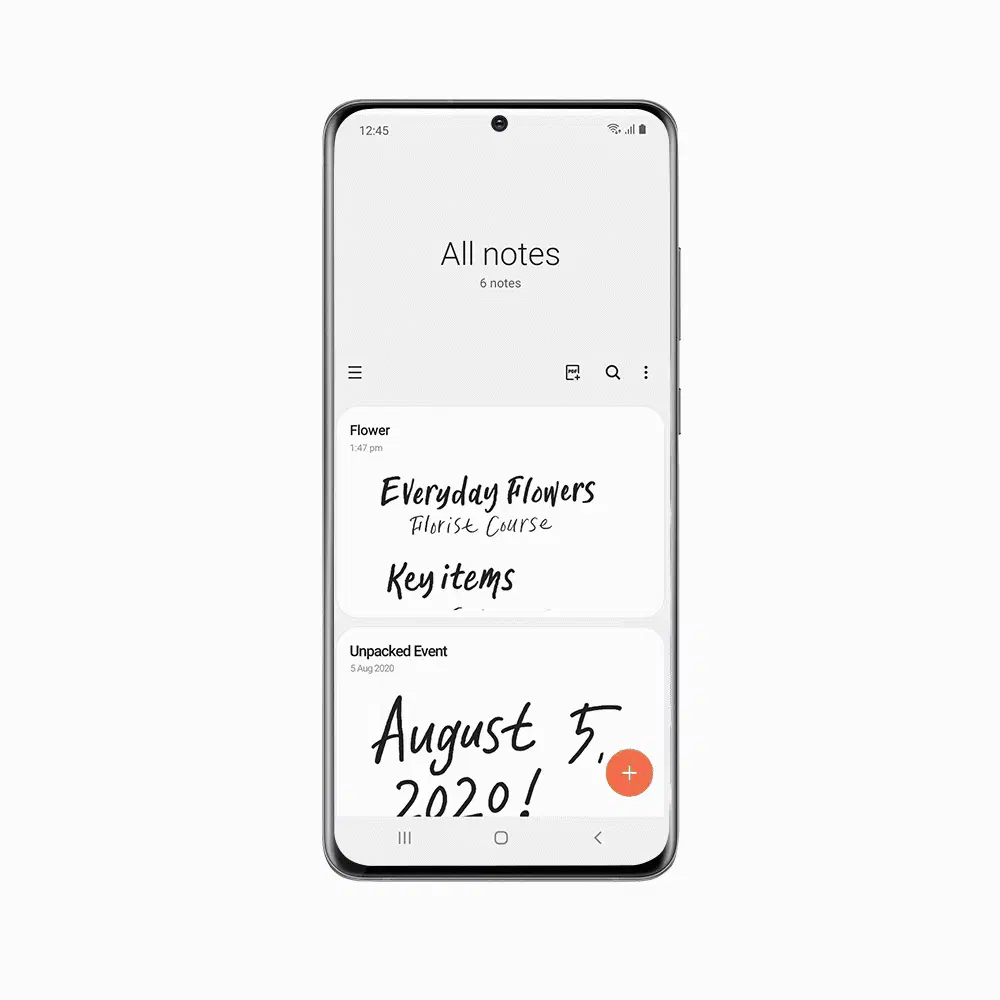 12:45
All notes
6 notes
PDF
Flower
1:47 pm
Everyday Flowers
Florist Course
Key items
Unpacked Event
5 Aug 2020
August 5,
2020!